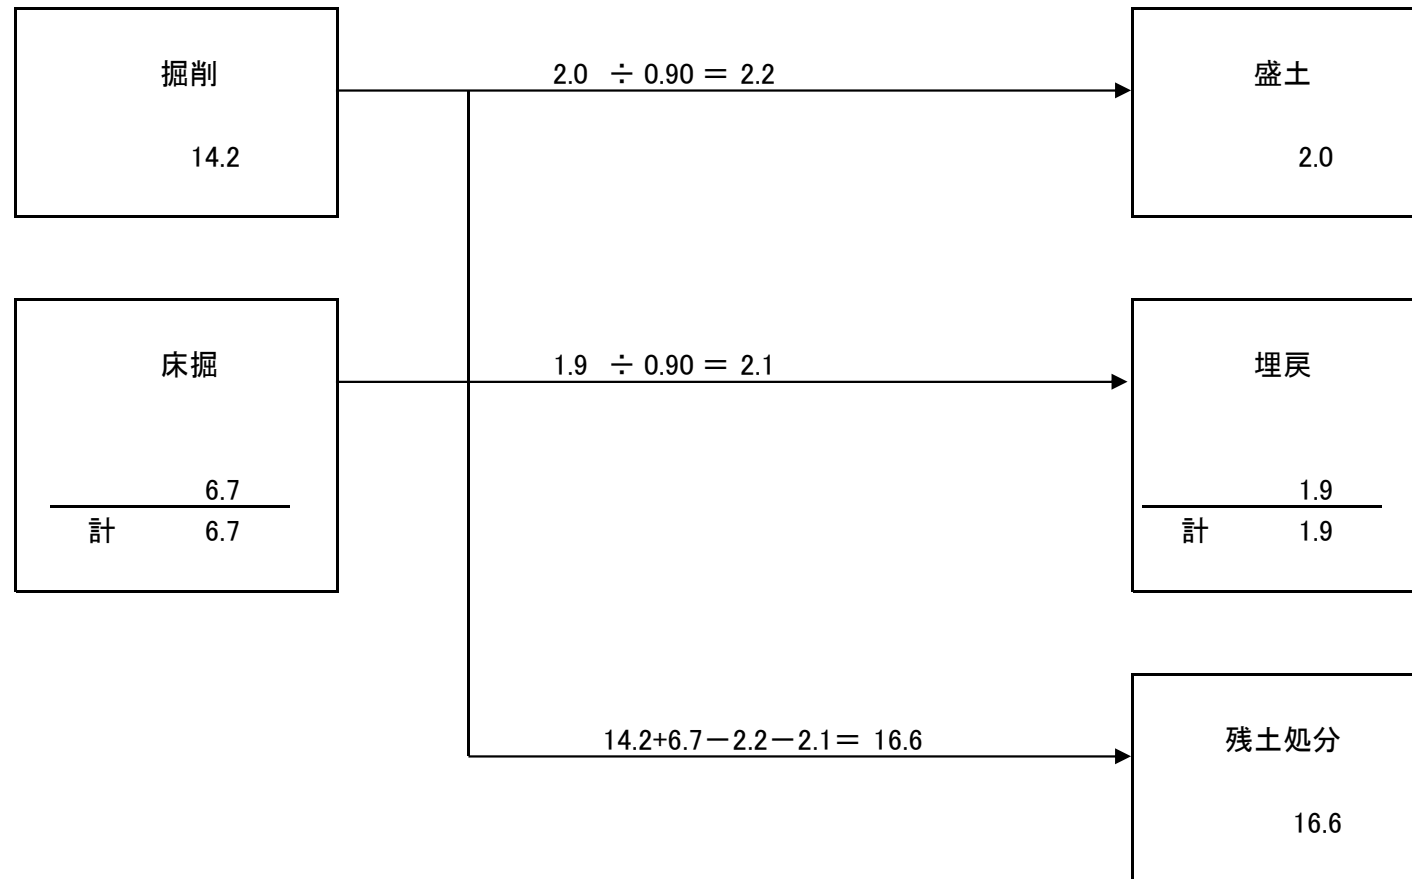 掘削
2.0 ÷ 0.90 ＝ 2.2
盛土
14.2
2.0
床掘
1.9 ÷ 0.90 ＝ 2.1
埋戻
6.7
計 6.7
1.9
計 1.9
14.2+6.7－2.2－2.1＝ 16.6
残土処分
16.6